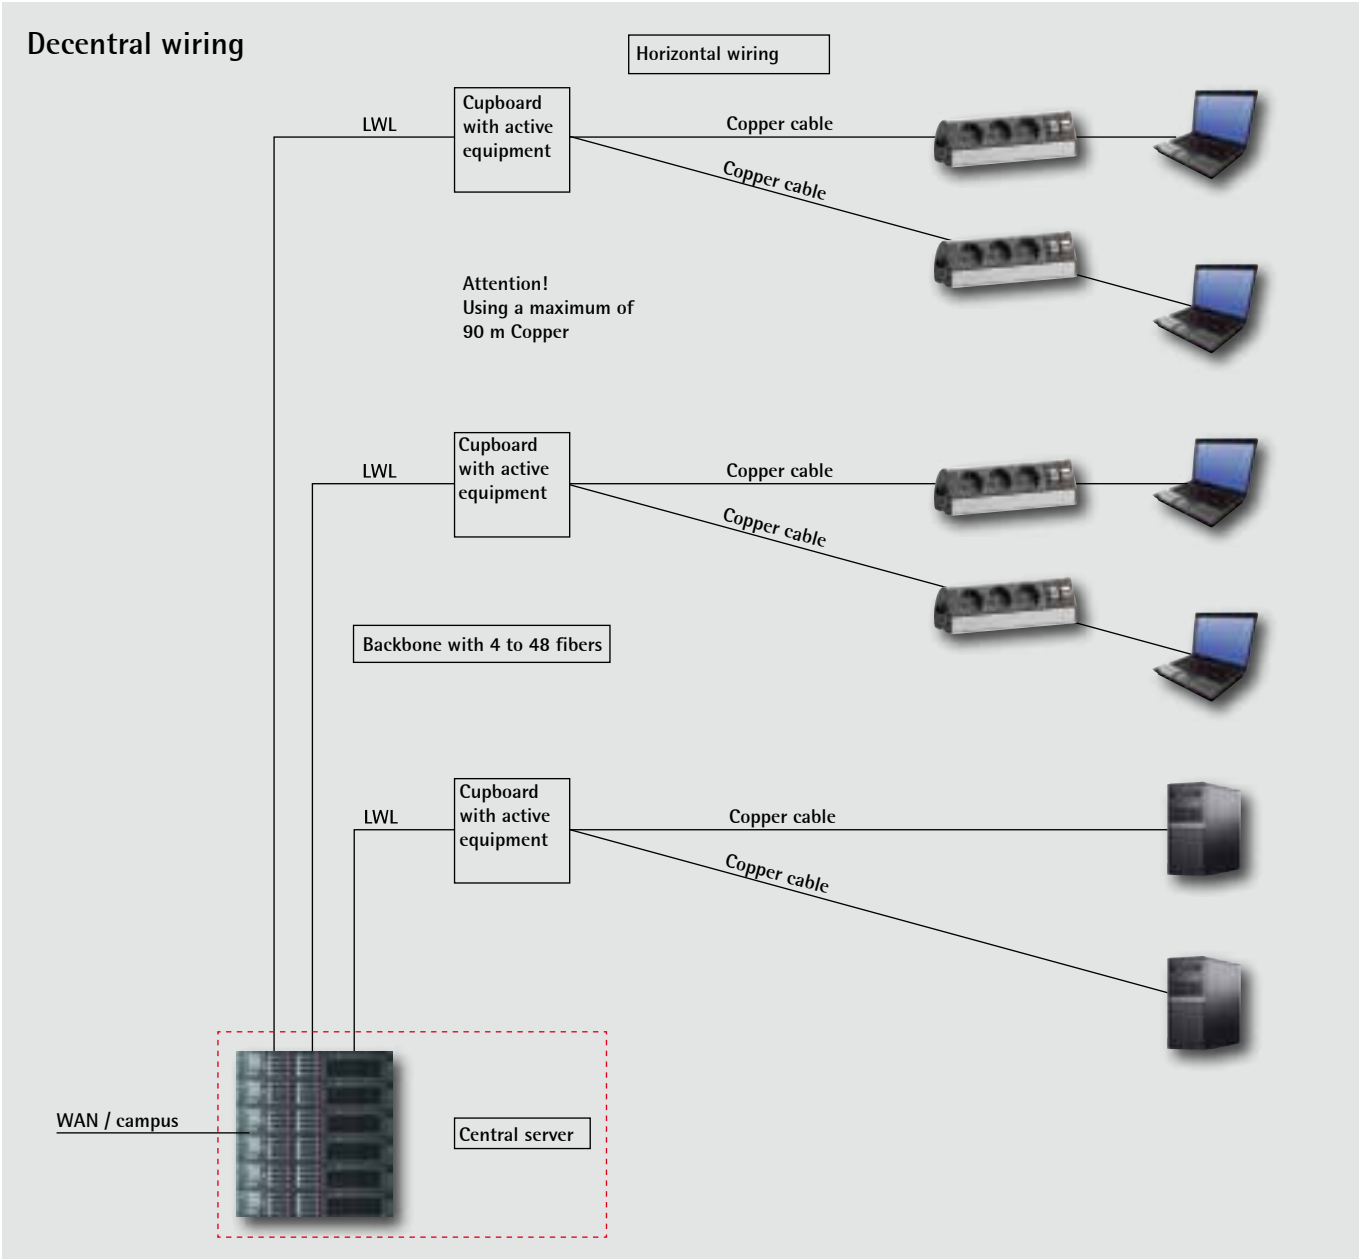 Decentral wiring
Horizontal wiring
Cupboard
with active
equipment
LWL
Copper cable
Copper cable
Attention!
Using a maximum of
90 m Copper
Cupboard
with active
equipment
LWL
Copper cable
Copper cable
Backbone with 4 to 48 fibers
Cupboard
with active
equipment
LWL
Copper cable
Copper cable
WAN / campus
Central server